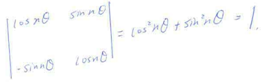 | cos nθ sin nθ |
| -sin nθ cos nθ | = cos²nθ + sin²nθ = 1.